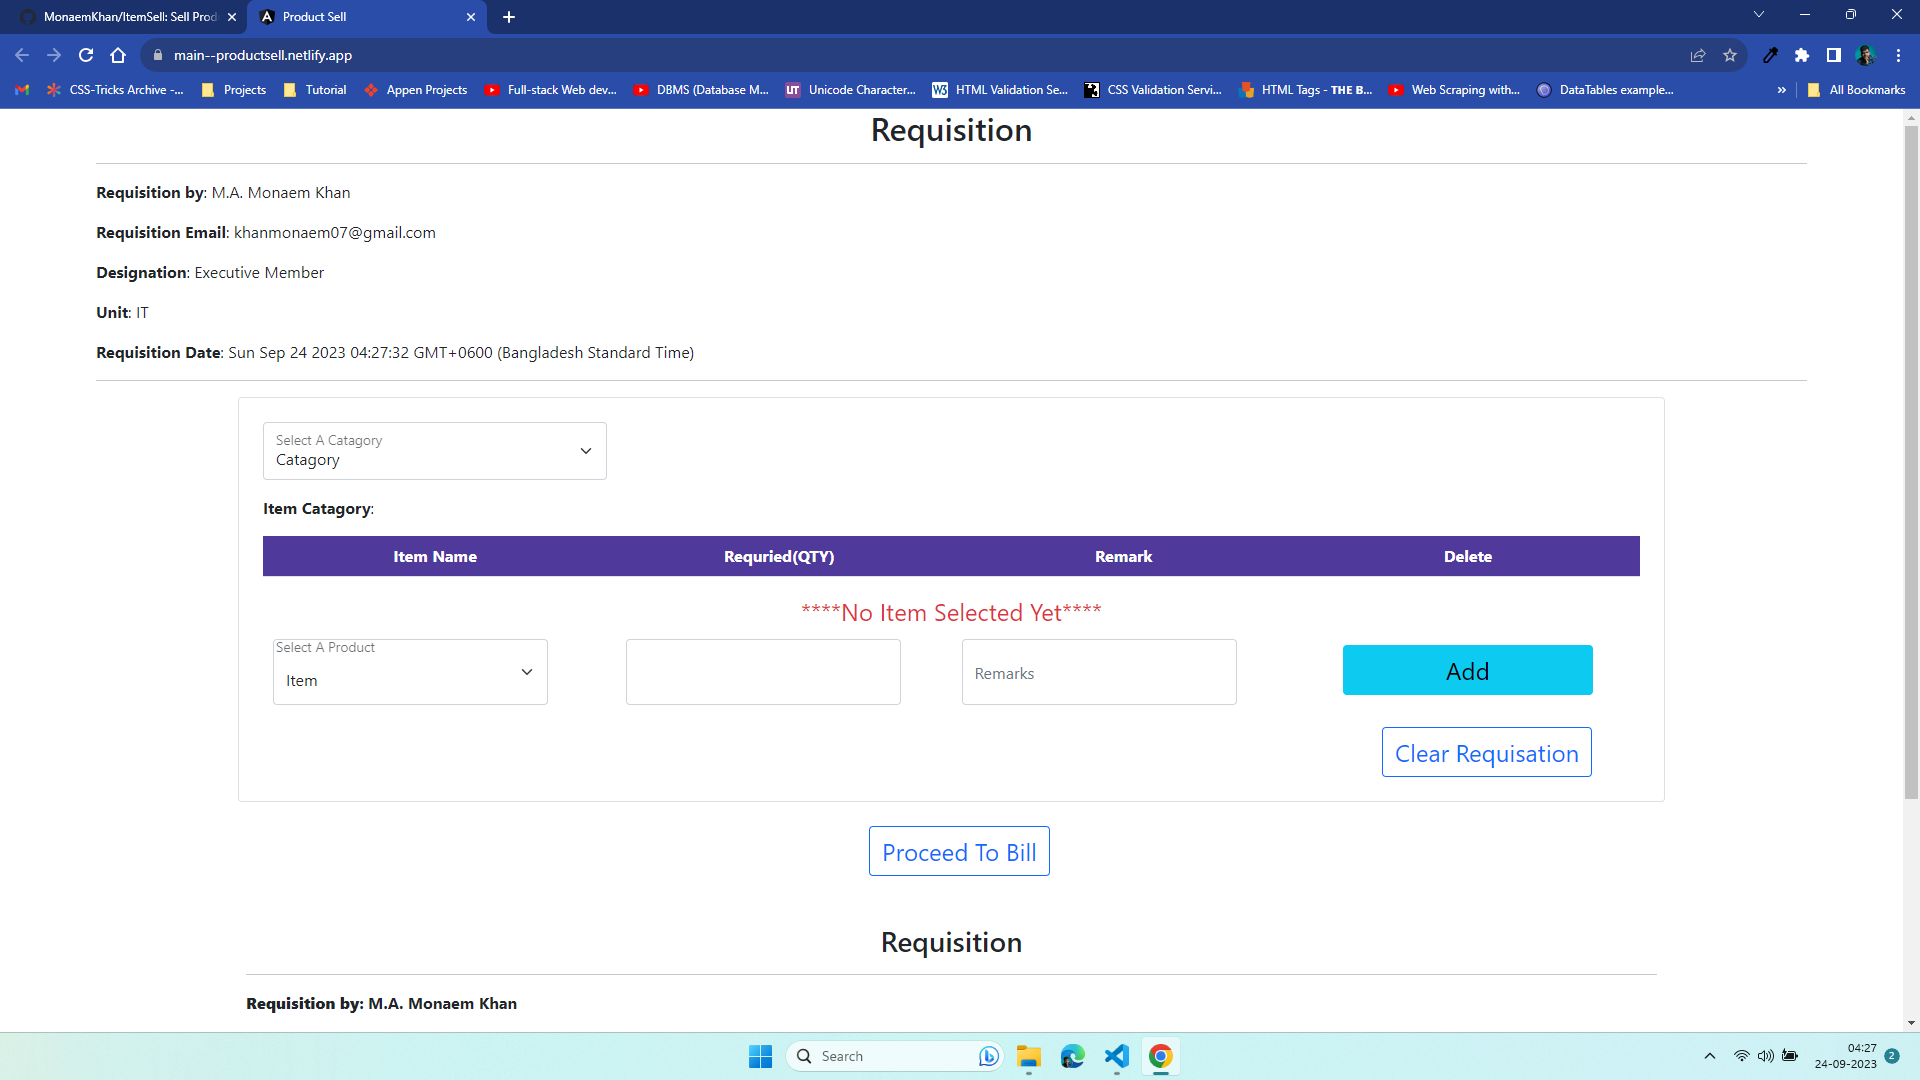 MonaemKhan/ItemSell: Sell Prod
Product Sell
main--productsell.netlify.app
CSS-Tricks Archive -...
Projects
Tutorial
Appen Projects
Full-stack Web dev...
DBMS (Database M...
UT
Unicode Character...
W3
HTML Validation Se...
CSS Validation Servi...
HTML Tags - THE B...
Web Scraping with...
DataTables example...
»
All Bookmarks
Requisition
Requisition by: M.A. Monaem Khan
Requisition Email: khanmonaem07@gmail.com
Designation: Executive Member
Unit: IT
Requisition Date: Sun Sep 24 2023 04:27:32 GMT+0600 (Bangladesh Standard Time)
Select A Catagory
Catagory
Item Catagory:
Item Name Requried(QTY) Remark Delete
****No Item Selected Yet****
Select A Product
Item
Remarks
Add
Clear Requisation
Proceed To Bill
Requisition
Requisition by: M.A. Monaem Khan
Search
04:27
24-09-2023
2